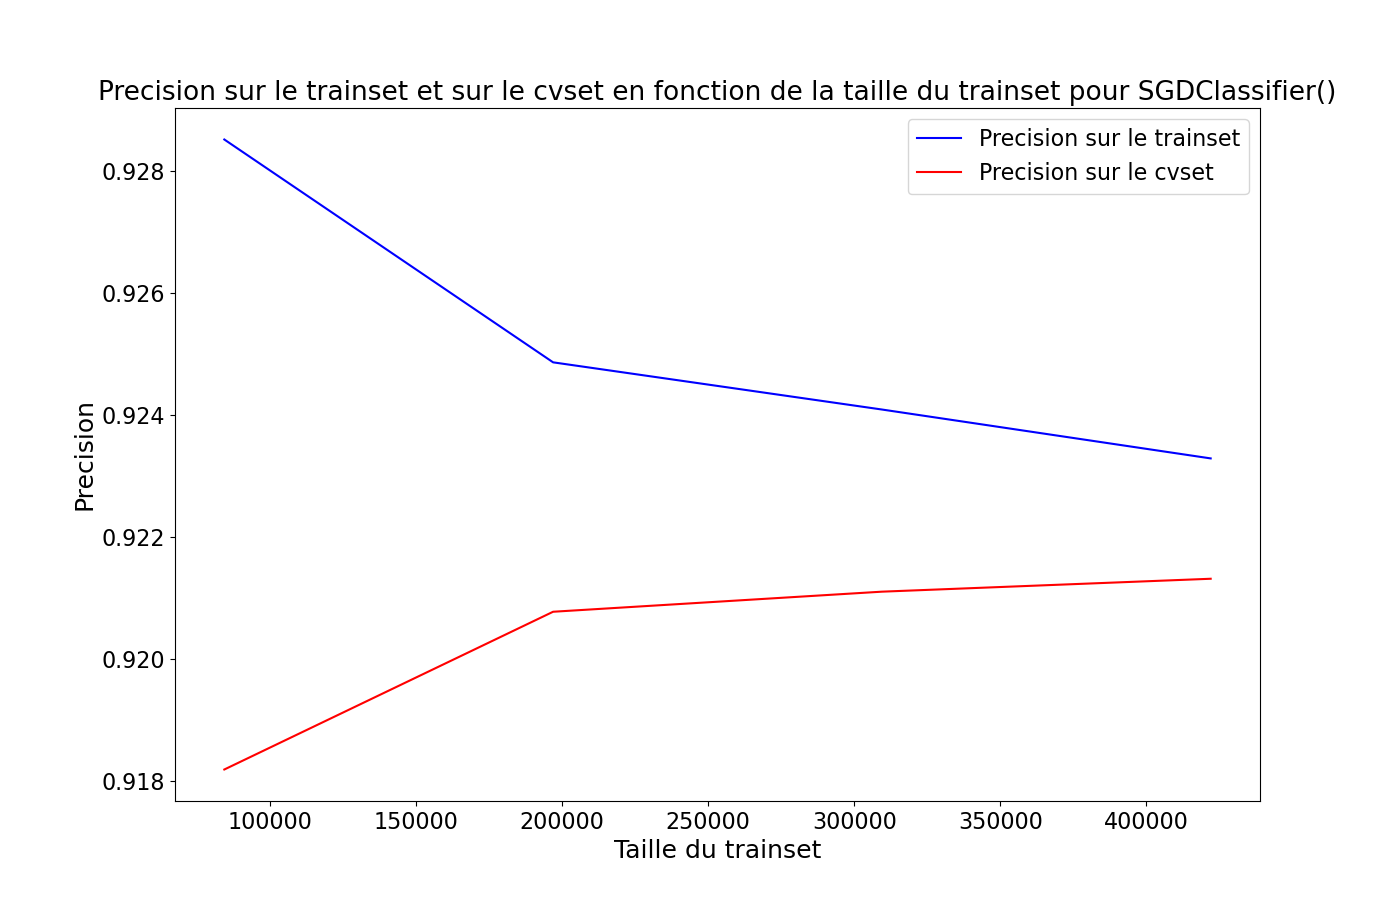 Precision sur le trainset et sur le cvset en fonction de la taille du trainset pour SGDClassifier()
Precision sur le trainset
Precision sur le cvset
0.928
0.926
0.924
0.922
0.920
0.918
Precision
100000 150000 200000 250000 300000 350000 400000
Taille du trainset